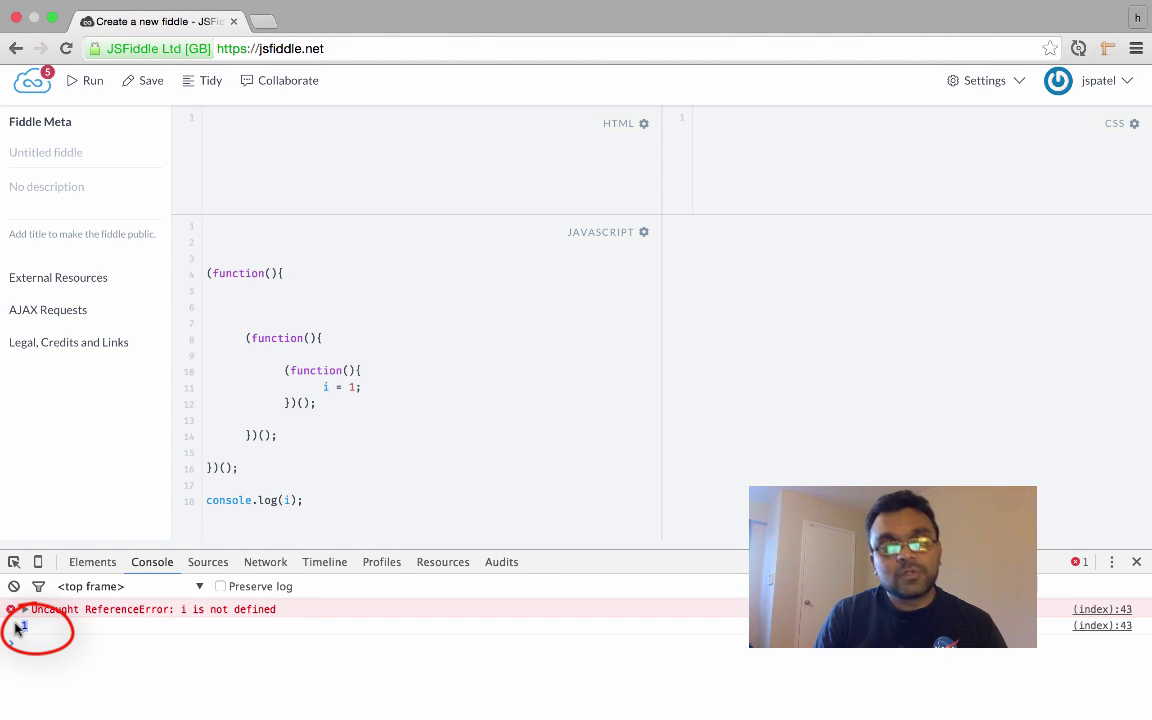 Create a new fiddle - JSFid
h
JSFiddle Ltd [GB] https://jsfiddle.net
5
Run Save Tidy Collaborate Settings jspatel
Fiddle Meta
Untitled fiddle
No description
Add title to make the fiddle public.
External Resources
AJAX Requests
Legal, Credits and Links
1 HTML
1 CSS
JAVASCRIPT
1
2
3
4 (function(){
5
6
7
8 (function(){
9
10 (function(){
11 i = 1;
12 })();
13
14 })();
15
16 })();
17
18 console.log(i);
Elements Console Sources Network Timeline Profiles Resources Audits 1
<top frame> Preserve log
Uncaught ReferenceError: i is not defined (index):43
1 (index):43
NASA